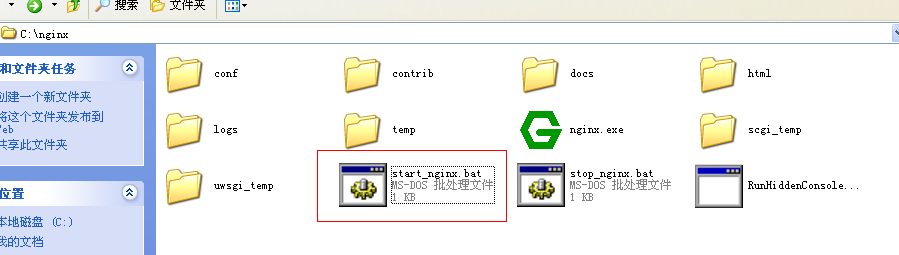 搜索 文件夹
C:\nginx
和文件夹任务
创建一个新文件夹
将这个文件夹发布到
Web
共享此文件夹
位置
本地磁盘 (C:)
我的文档
conf
contrib
docs
html
logs
temp
nginx.exe
scgi_temp
uwsgi_temp
start_nginx.bat
MS-DOS 批处理文件
1 KB
stop_nginx.bat
MS-DOS 批处理文件
1 KB
RunHiddenConsole...